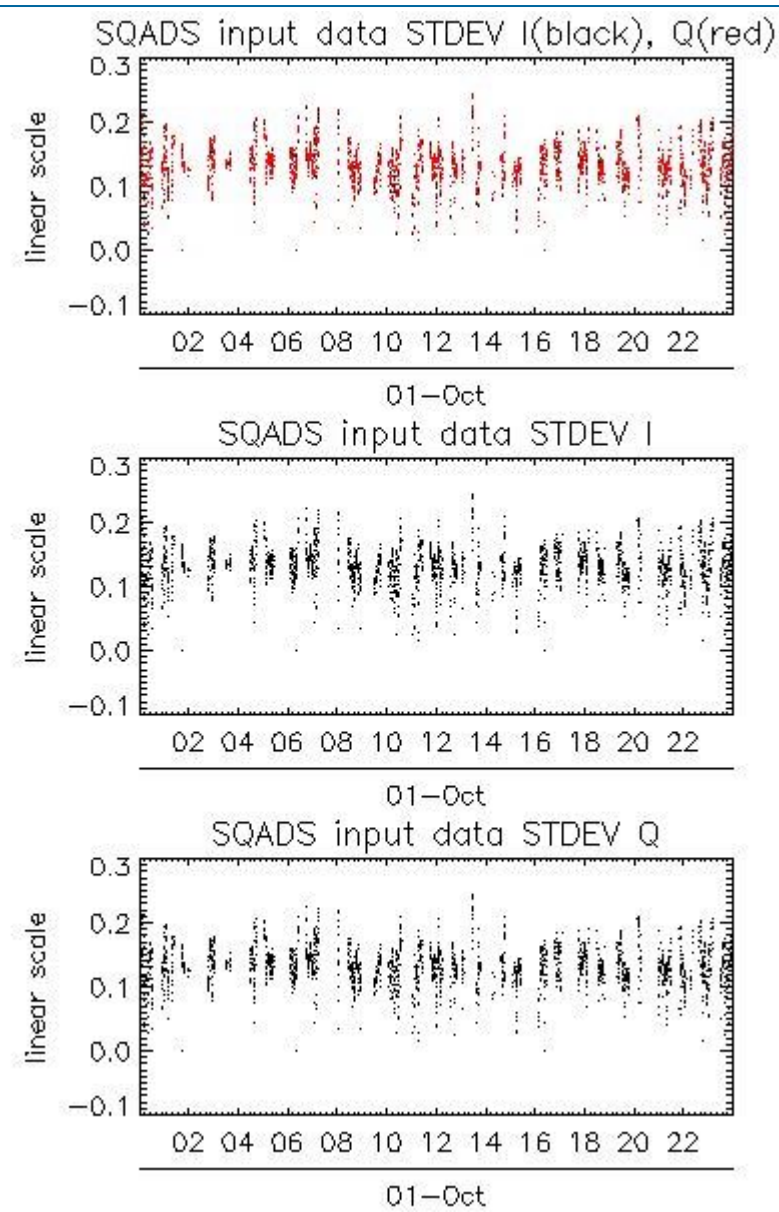 SQADS input data STDEV I(black), Q(red)
0.3
0.2
0.1
0.0
−0.1
linear scale
02 04 06 08 10 12 14 16 18 20 22
01−Oct
SQADS input data STDEV I
0.3
0.2
0.1
0.0
−0.1
linear scale
02 04 06 08 10 12 14 16 18 20 22
01−Oct
SQADS input data STDEV Q
0.3
0.2
0.1
0.0
−0.1
linear scale
02 04 06 08 10 12 14 16 18 20 22
01−Oct